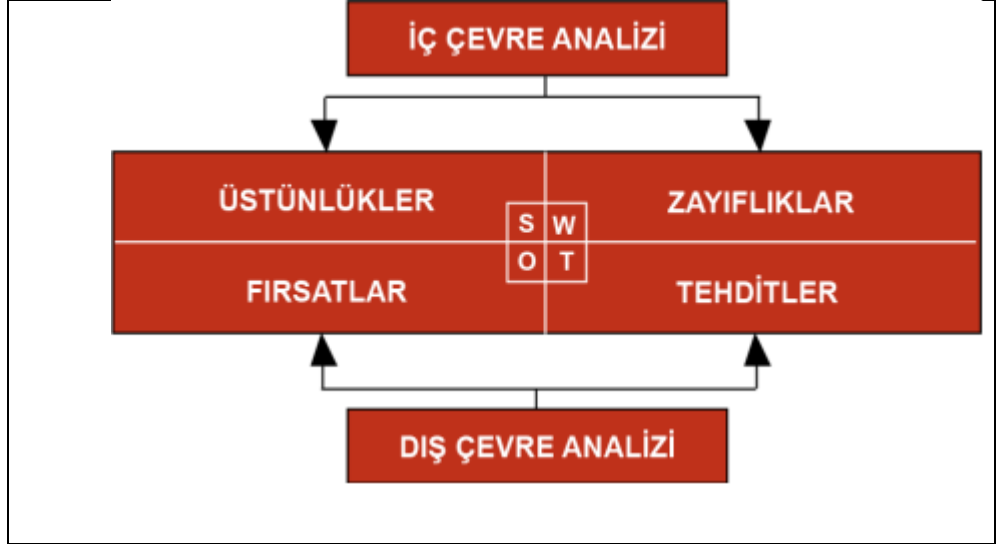 İÇ ÇEVRE ANALİZİ
ÜSTÜNLÜKLER
ZAYIFLIKLAR
S W
O T
FIRSATLAR
TEHDİTLER
DIŞ ÇEVRE ANALİZİ